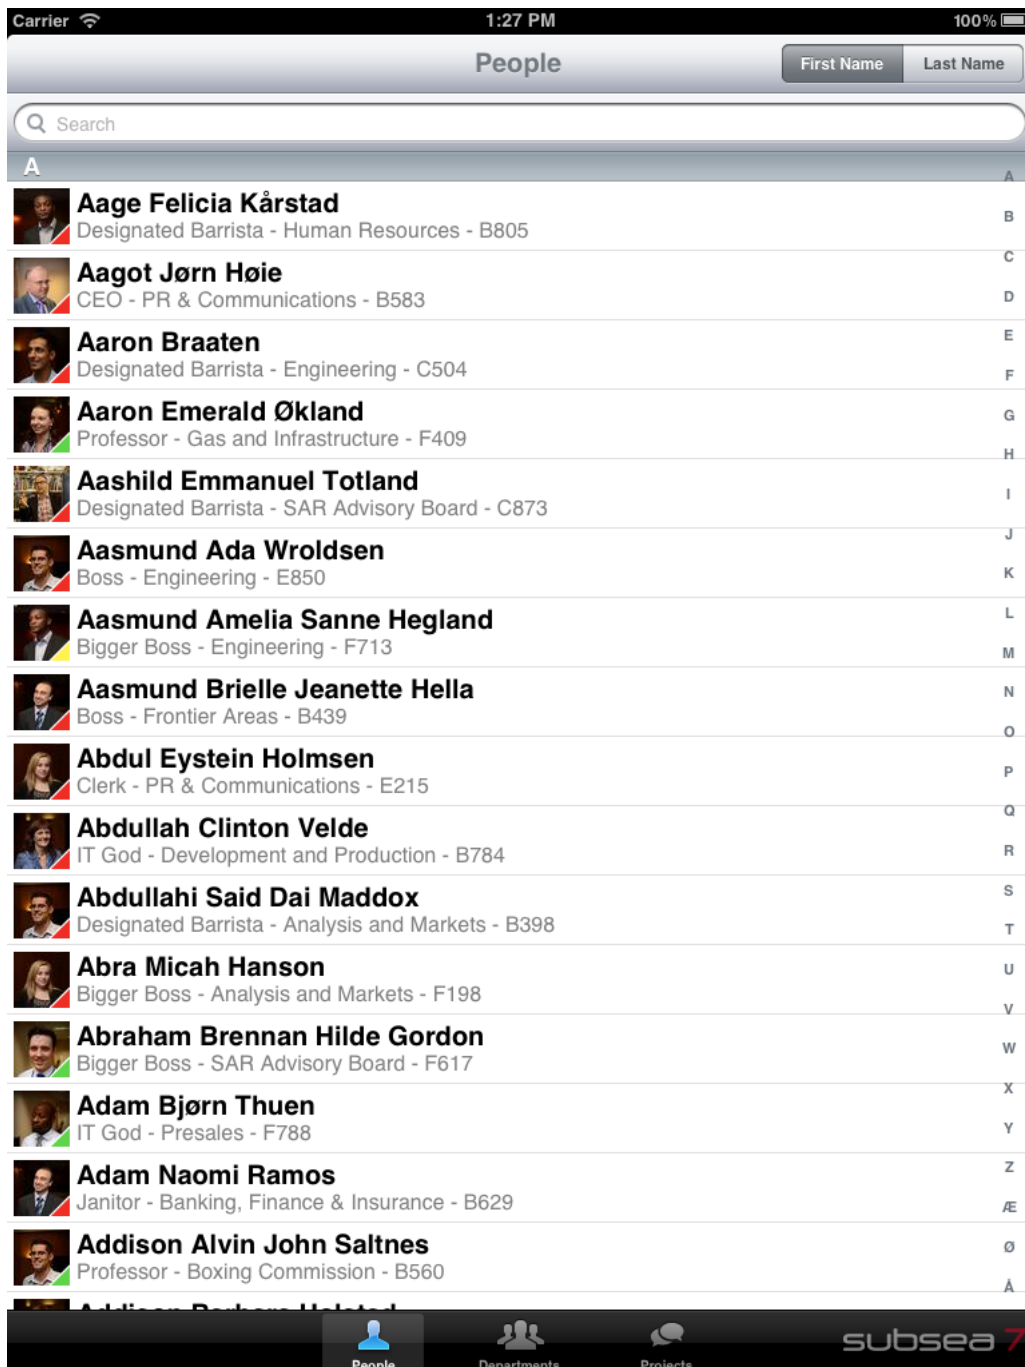 Carrier 1:27 PM 100%
People First Name Last Name
Search
A
Aage Felicia Kårstad
Designated Barrista - Human Resources - B805
Aagot Jørn Høie
CEO - PR & Communications - B583
Aaron Braaten
Designated Barrista - Engineering - C504
Aaron Emerald Økland
Professor - Gas and Infrastructure - F409
Aashild Emmanuel Totland
Designated Barrista - SAR Advisory Board - C873
Aasmund Ada Wroldsen
Boss - Engineering - E850
Aasmund Amelia Sanne Hegland
Bigger Boss - Engineering - F713
Aasmund Brielle Jeanette Hella
Boss - Frontier Areas - B439
Abdul Eystein Holmsen
Clerk - PR & Communications - E215
Abdullah Clinton Velde
IT God - Development and Production - B784
Abdullahi Said Dai Maddox
Designated Barrista - Analysis and Markets - B398
Abra Micah Hanson
Bigger Boss - Analysis and Markets - F198
Abraham Brennan Hilde Gordon
Bigger Boss - SAR Advisory Board - F617
Adam Bjørn Thuen
IT God - Presales - F788
Adam Naomi Ramos
Janitor - Banking, Finance & Insurance - B629
Addison Alvin John Saltnes
Professor - Boxing Commission - B560
A
B
C
D
E
F
G
H
I
J
K
L
M
N
O
P
Q
R
S
T
U
V
W
X
Y
Z
Æ
Ø
Å
People Departments Projects
subsea 7